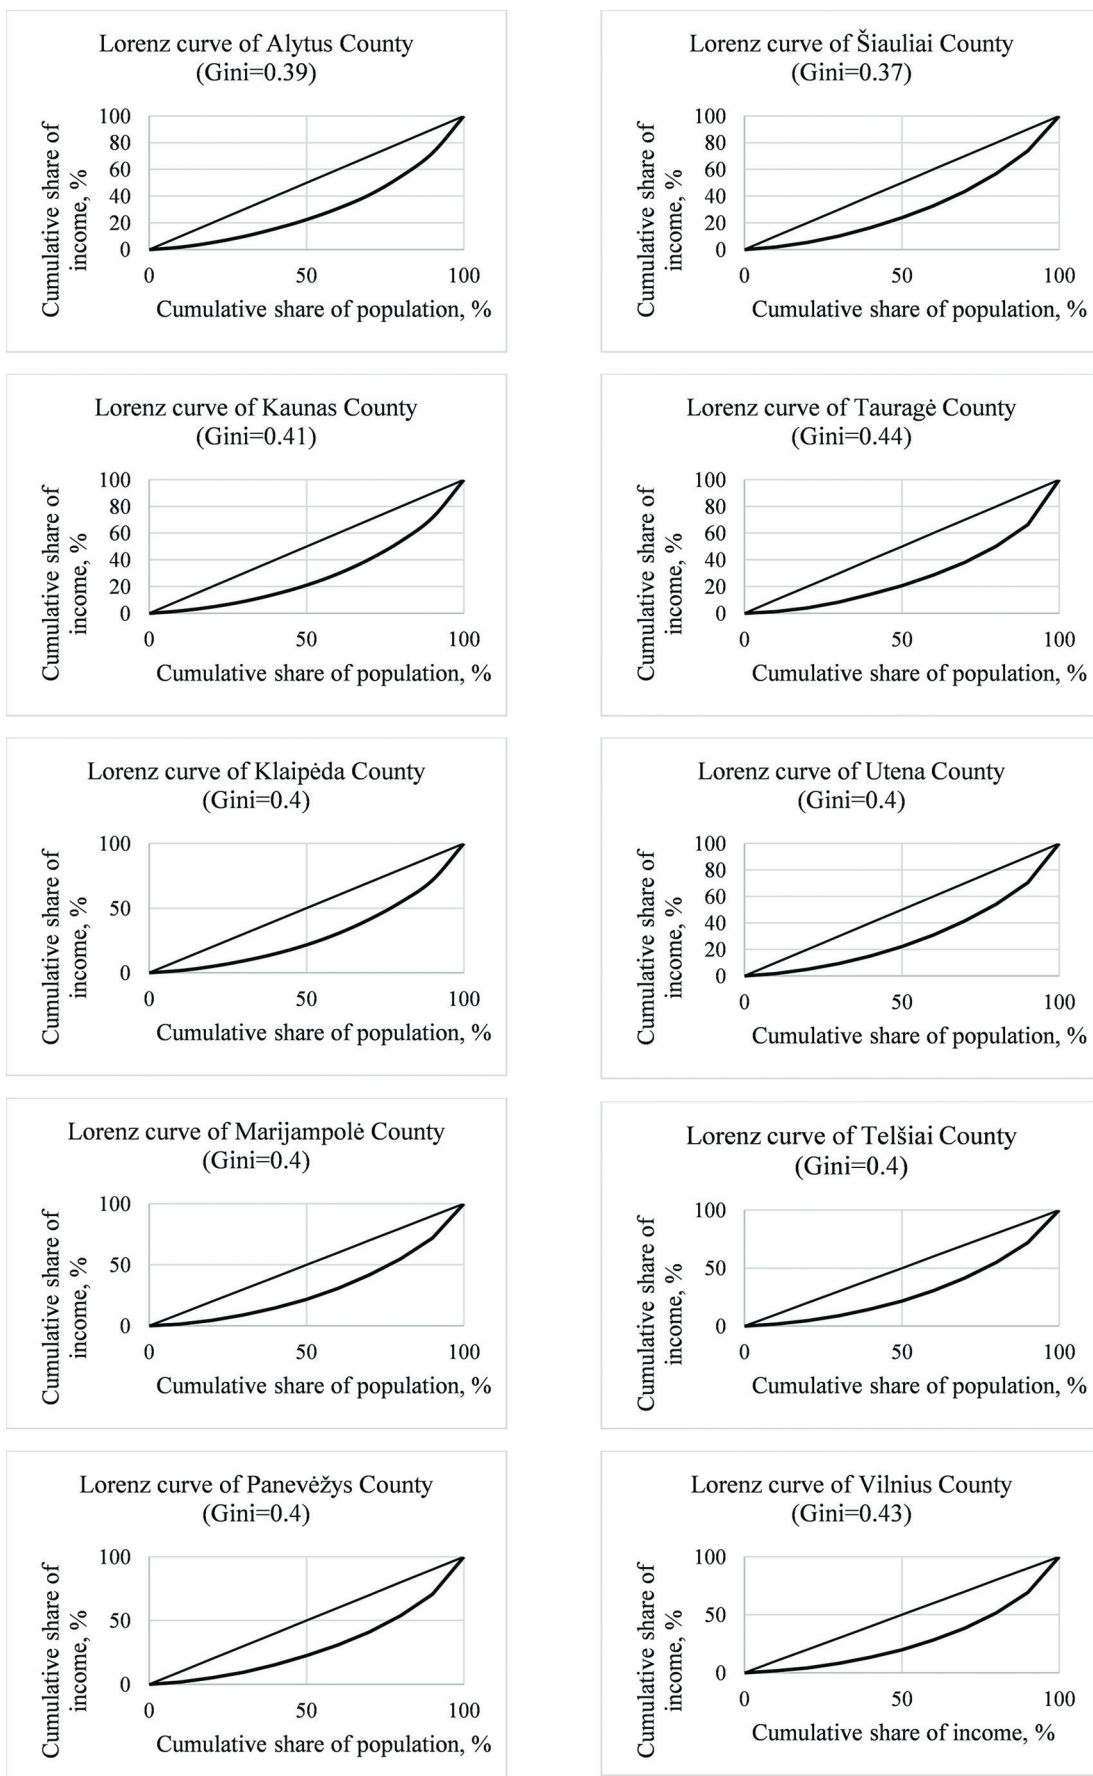 Lorenz curve of Alytus County
(Gini=0.39)
100
80
60
40
20
0
Cumulative share of
income, %
0
50
100
Cumulative share of population, %
Lorenz curve of Šiauliai County
(Gini=0.37)
100
80
60
40
20
0
Cumulative share of
income, %
0
50
100
Cumulative share of population, %
Lorenz curve of Kaunas County
(Gini=0.41)
100
80
60
40
20
0
Cumulative share of
income, %
0
50
100
Cumulative share of population, %
Lorenz curve of Tauragė County
(Gini=0.44)
100
80
60
40
20
0
Cumulative share of
income, %
0
50
100
Cumulative share of population, %
Lorenz curve of Klaipėda County
(Gini=0.4)
100
50
0
Cumulative share of
income, %
0
50
100
Cumulative share of population, %
Lorenz curve of Utena County
(Gini=0.4)
100
80
60
40
20
0
Cumulative share of
income, %
0
50
100
Cumulative share of population, %
Lorenz curve of Marijampolė County
(Gini=0.4)
100
50
0
Cumulative share of
income, %
0
50
100
Cumulative share of population, %
Lorenz curve of Telšiai County
(Gini=0.4)
100
50
0
Cumulative share of
income, %
0
50
100
Cumulative share of population, %
Lorenz curve of Panevėžys County
(Gini=0.4)
100
50
0
Cumulative share of
income, %
0
50
100
Cumulative share of population, %
Lorenz curve of Vilnius County
(Gini=0.43)
100
50
0
Cumulative share of
income, %
0
50
100
Cumulative share of income, %